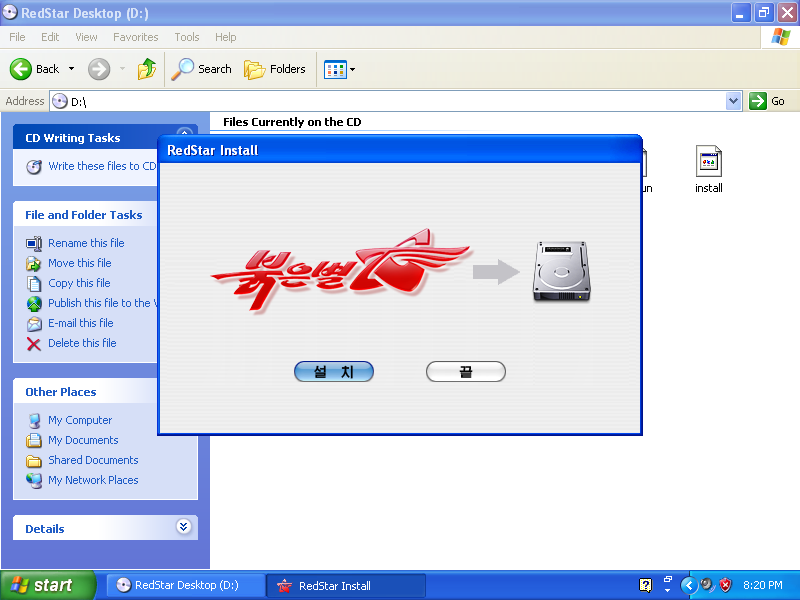 RedStar Desktop (D:)
File Edit View Favorites Tools Help
Back Search Folders
Address D:\ Go
Files Currently on the CD
CD Writing Tasks
Write these files to CD
File and Folder Tasks
Rename this file
Move this file
Copy this file
Publish this file to the
E-mail this file
Delete this file
Other Places
My Computer
My Documents
Shared Documents
My Network Places
Details
install
RedStar Install
붉은별
설 치 끝
start RedStar Desktop (D:) RedStar Install 8:20 PM